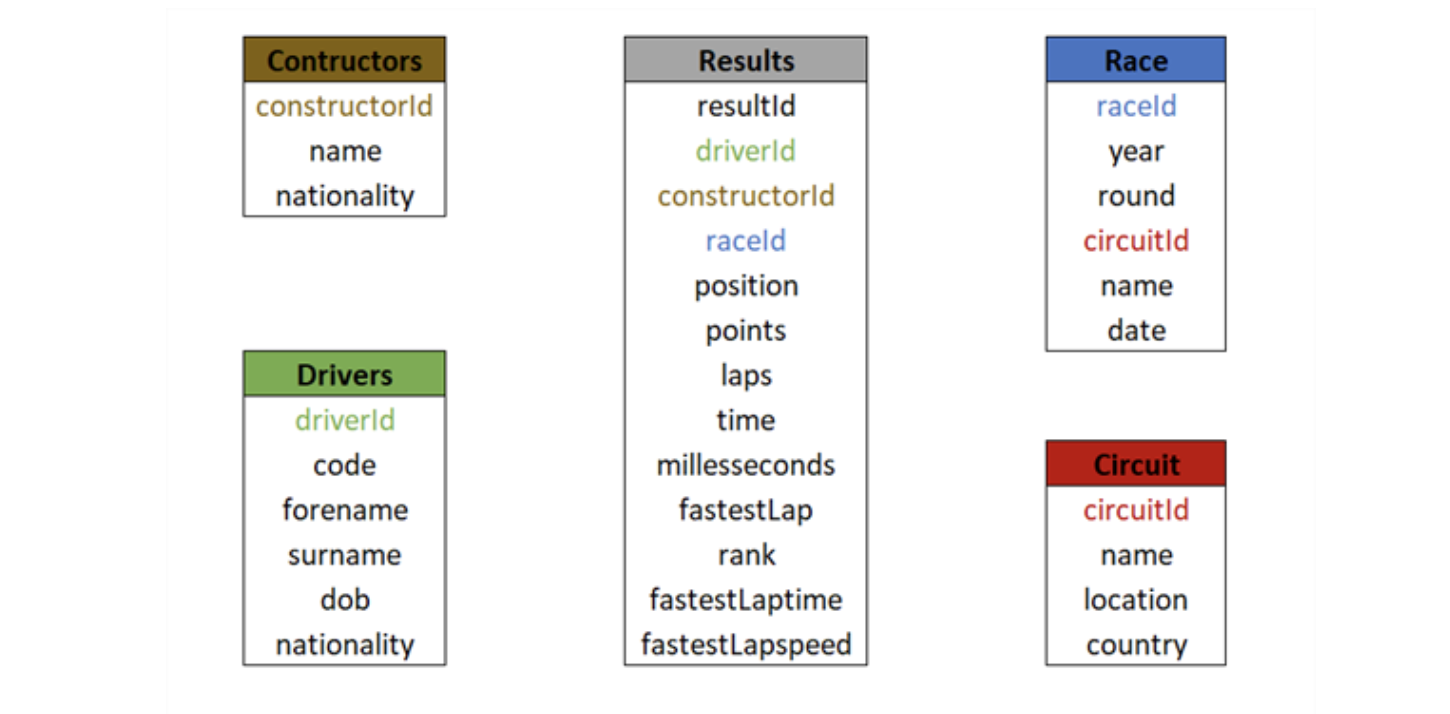 Contructors
constructorId
name
nationality
Drivers
driverId
code
forename
surname
dob
nationality
Results
resultId
driverId
constructorId
raceId
position
points
laps
time
millesseconds
fastestLap
rank
fastestLaptime
fastestLapspeed
Race
raceId
year
round
circuitId
name
date
Circuit
circuitId
name
location
country